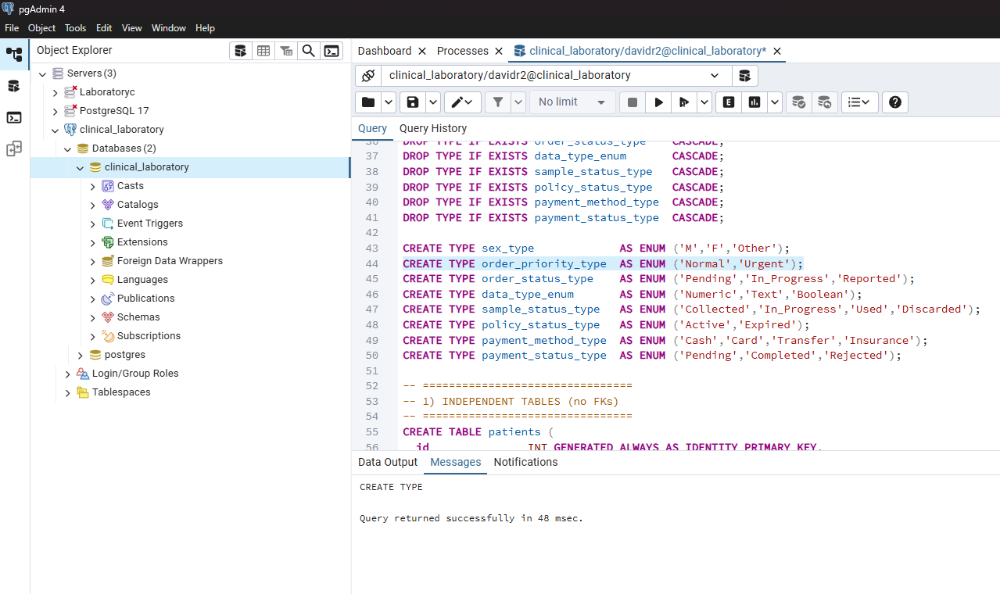 pgAdmin 4
File Object Tools Edit View Window Help
Object Explorer
Servers (3)
Laboratoryc
PostgreSQL 17
clinical_laboratory
Databases (2)
clinical_laboratory
Casts
Catalogs
Event Triggers
Extensions
Foreign Data Wrappers
Languages
Publications
Schemas
Subscriptions
postgres
Login/Group Roles
Tablespaces
Dashboard Processes clinical_laboratory/davidr2@clinical_laboratory*
clinical_laboratory/davidr2@clinical_laboratory
No limit E
Query Query History
36 DROP TYPE IF EXISTS order_status_type CASCADE;
37 DROP TYPE IF EXISTS data_type_enum CASCADE;
38 DROP TYPE IF EXISTS sample_status_type CASCADE;
39 DROP TYPE IF EXISTS policy_status_type CASCADE;
40 DROP TYPE IF EXISTS payment_method_type CASCADE;
41 DROP TYPE IF EXISTS payment_status_type CASCADE;
42
43 CREATE TYPE sex_type AS ENUM ('M','F','Other');
44 CREATE TYPE order_priority_type AS ENUM ('Normal','Urgent');
45 CREATE TYPE order_status_type AS ENUM ('Pending','In_Progress','Reported');
46 CREATE TYPE data_type_enum AS ENUM ('Numeric','Text','Boolean');
47 CREATE TYPE sample_status_type AS ENUM ('Collected','In_Progress','Used','Discarded');
48 CREATE TYPE policy_status_type AS ENUM ('Active','Expired');
49 CREATE TYPE payment_method_type AS ENUM ('Cash','Card','Transfer','Insurance');
50 CREATE TYPE payment_status_type AS ENUM ('Pending','Completed','Rejected');
51
52 -- ================================
53 -- 1) INDEPENDENT TABLES (no FKs)
54 -- ================================
55 CREATE TABLE patients (
56 id INT GENERATED ALWAYS AS IDENTITY PRIMARY KEY,
Data Output Messages Notifications
CREATE TYPE
Query returned successfully in 48 msec.